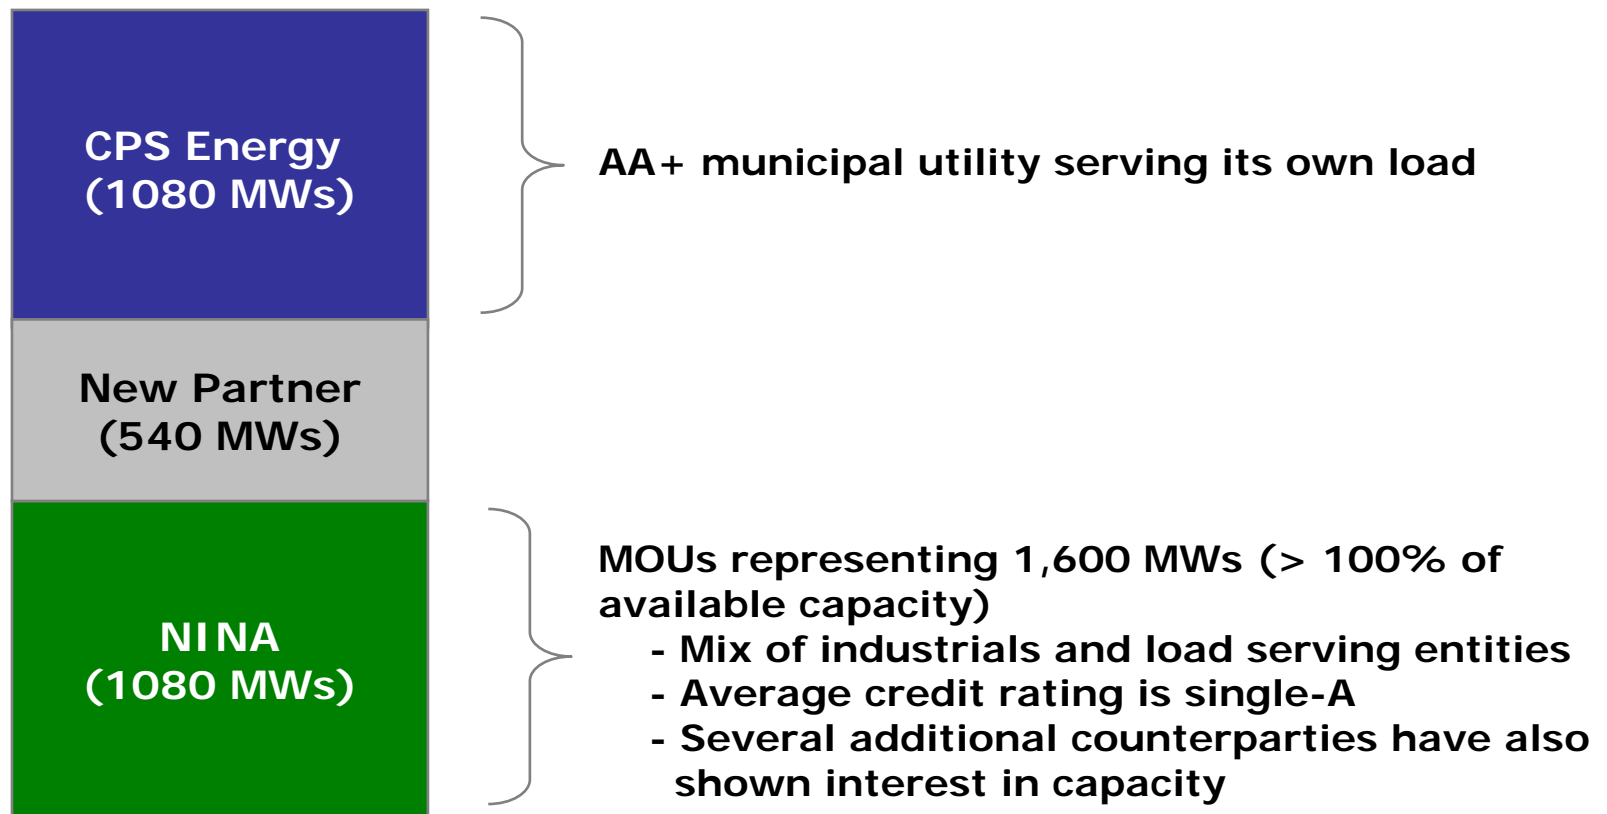 CPS Energy
(1080 MWs)
AA+ municipal utility serving its own load
New Partner
(540 MWs)
NINA
(1080 MWs)
MOUs representing 1,600 MWs (> 100% of
available capacity)
- Mix of industrials and load serving entities
- Average credit rating is single-A
- Several additional counterparties have also
shown interest in capacity